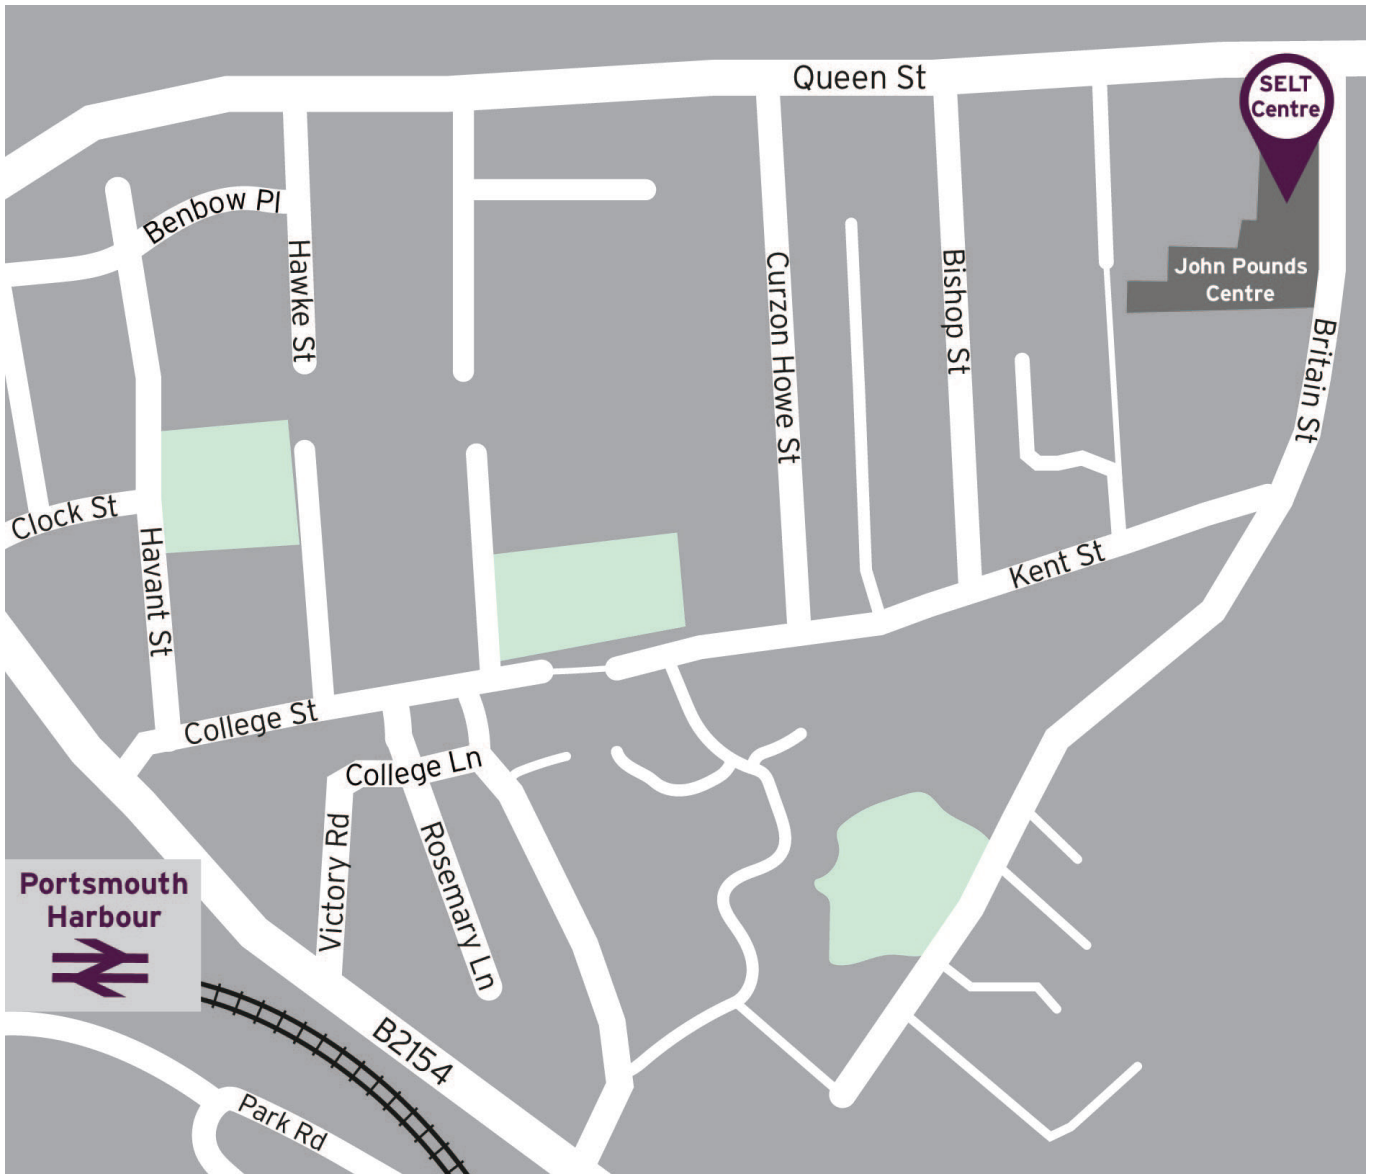 Queen St
SELT
Centre
Benbow Pl
Hawke St
Curzon Howe St
Bishop St
John Pounds
Centre
Britain St
Clock St
Havant St
Kent St
College St
College Ln
Victory Rd
Rosemary Ln
Portsmouth
Harbour
B2154
Park Rd